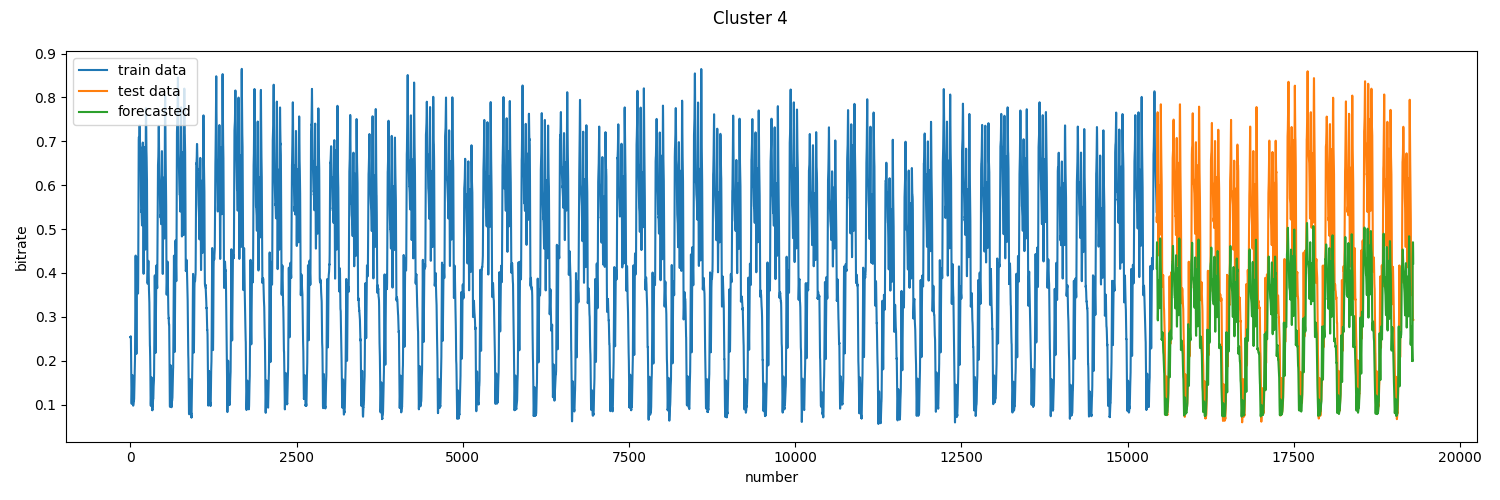 Cluster 4
0.9
0.8
0.7
0.6
0.5
0.4
0.3
0.2
0.1
bitrate
train data
test data
forecasted
0 2500 5000 7500 10000 12500 15000 17500 20000
number